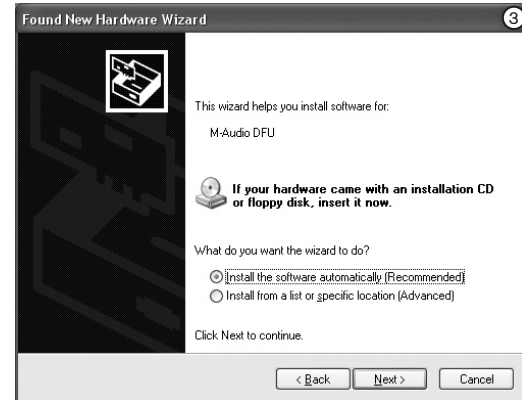 Found New Hardware Wizard
3
This wizard helps you install software for:
M-Audio DFU
If your hardware came with an installation CD
or floppy disk, insert it now.
What do you want the wizard to do?
Install the software automatically (Recommended)
Install from a list or specific location (Advanced)
Click Next to continue.
< Back Next > Cancel